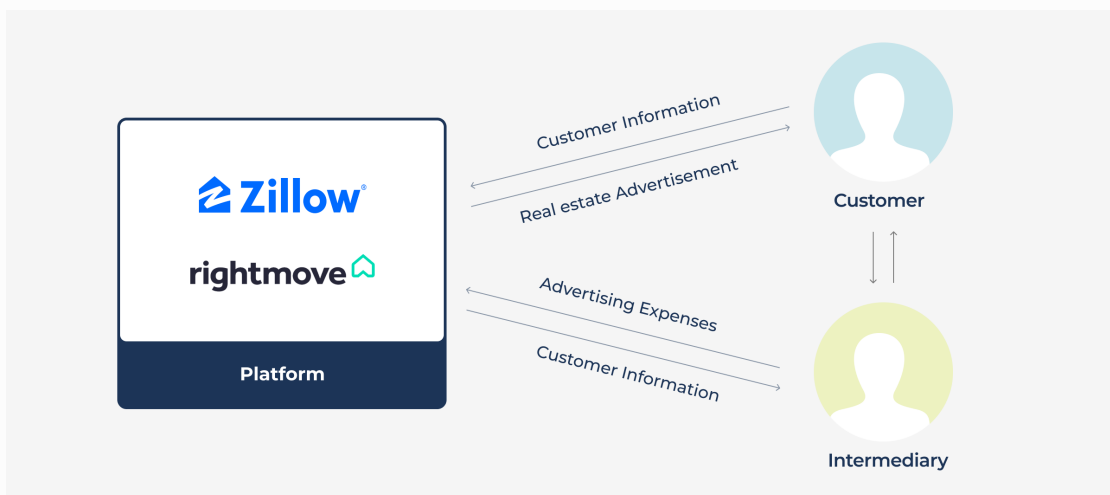 Zillow®
rightmove
Platform
Customer Information
Real estate Advertisement
Advertising Expenses
Customer Information
Customer
Intermediary